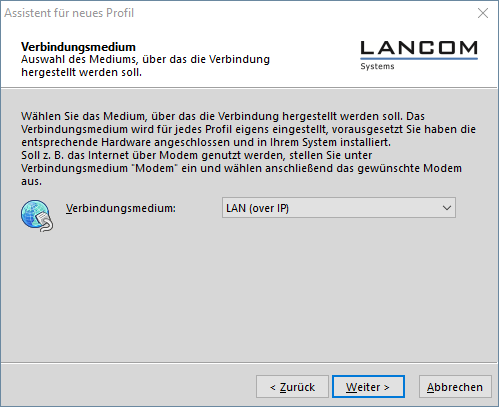 Assistent für neues Profil
Verbindungsmedium
Auswahl des Mediums, über das die Verbindung
hergestellt werden soll.
LANCOM
Systems
Wählen Sie das Medium, über das die Verbindung hergestellt werden soll. Das
Verbindungsmedium wird für jedes Profil eigens eingestellt, vorausgesetzt Sie haben die
entsprechende Hardware angeschlossen und in Ihrem System installiert.
Soll z. B. das Internet über Modem genutzt werden, stellen Sie unter
Verbindungsmedium "Modem" ein und wählen anschließend das gewünschte Modem
aus.
Verbindungsmedium:
LAN (over IP)
< Zurück
Weiter >
Abbrechen